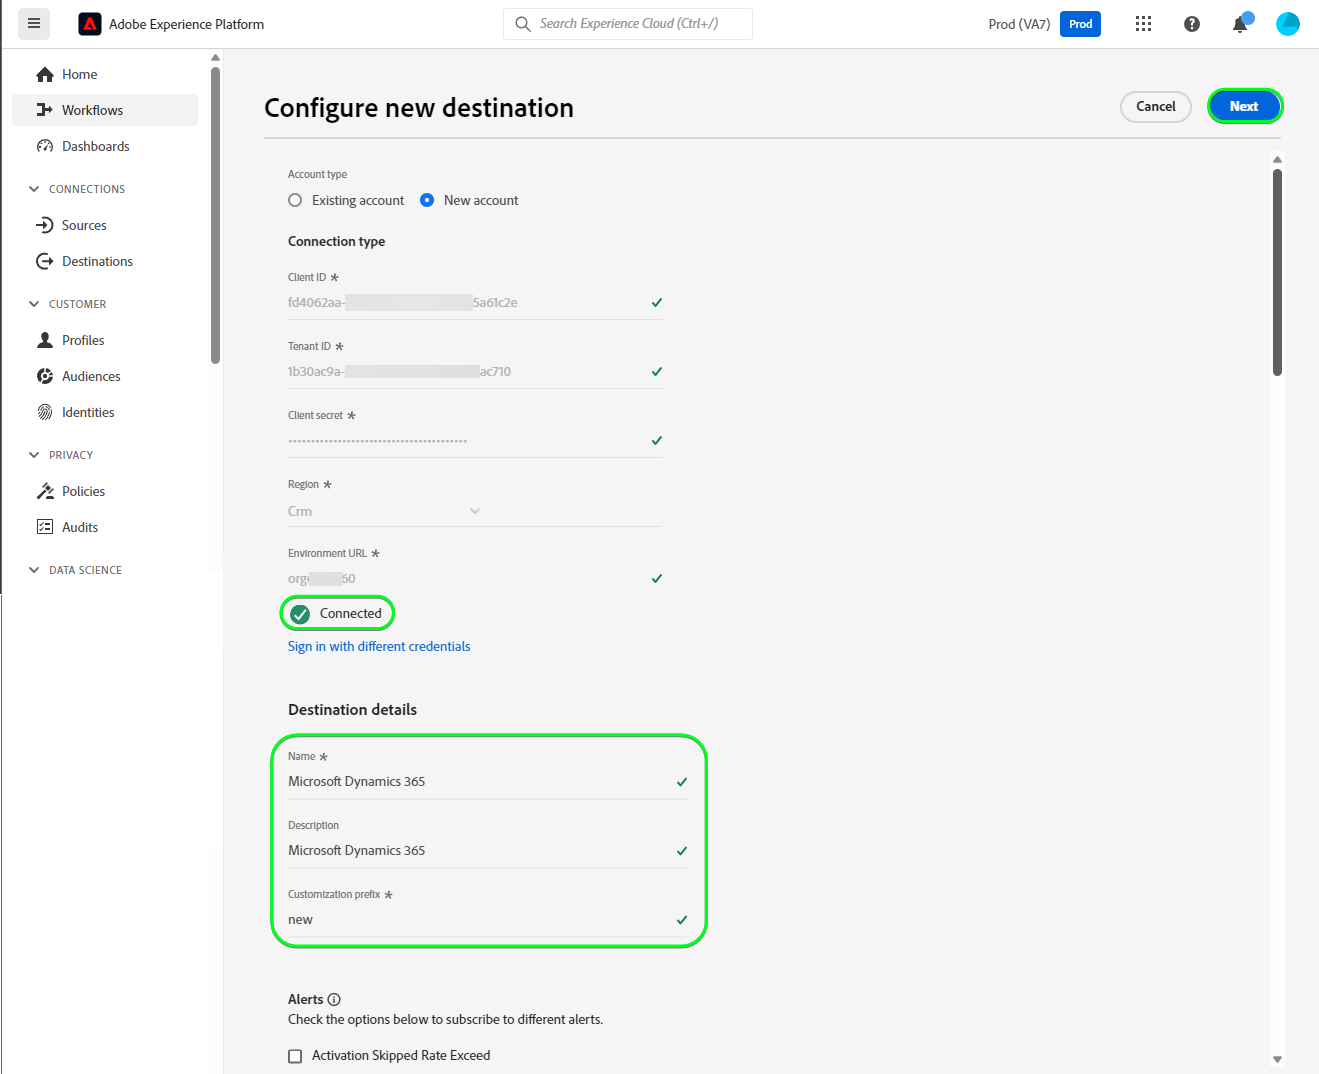 Adobe Experience Platform
Search Experience Cloud (Ctrl+/)
Prod (VA7)
Prod
Home
Workflows
Dashboards
CONNECTIONS
Sources
Destinations
CUSTOMER
Profiles
Audiences
Identities
PRIVACY
Policies
Audits
DATA SCIENCE
Configure new destination
Cancel
Next
Account type
Existing account
New account
Connection type
Client ID *
fd4062aa- 5a61c2e
Tenant ID *
1b30ac9a- ac710
Client secret *
Region *
Crm
Environment URL *
org 60
Connected
Sign in with different credentials
Destination details
Name *
Microsoft Dynamics 365
Description
Microsoft Dynamics 365
Customization prefix *
new
Alerts
Check the options below to subscribe to different alerts.
Activation Skipped Rate Exceed